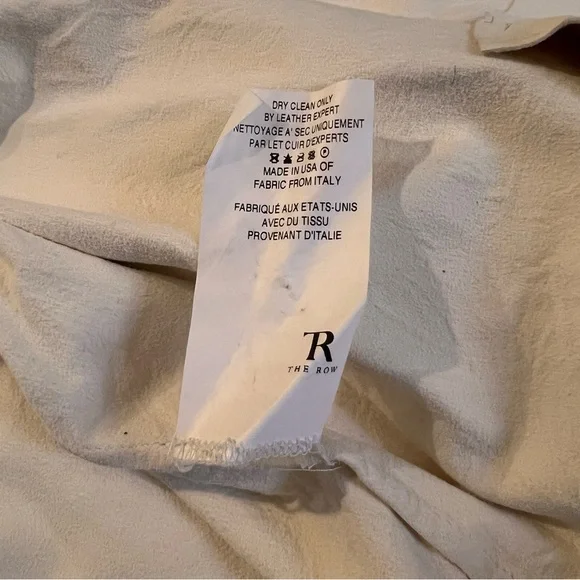 DRY CLEAN ONLY
BY LEATHER EXPERT
NETTOYAGE A' SEC UNIQUEMENT
PAR LET CUIR D'EXPERTS
MADE IN USA OF
FABRIC FROM ITALY
FABRIQUÉ AUX ETATS-UNIS
AVEC DU TISSU
PROVENANT D'ITALIE
R
THE ROW